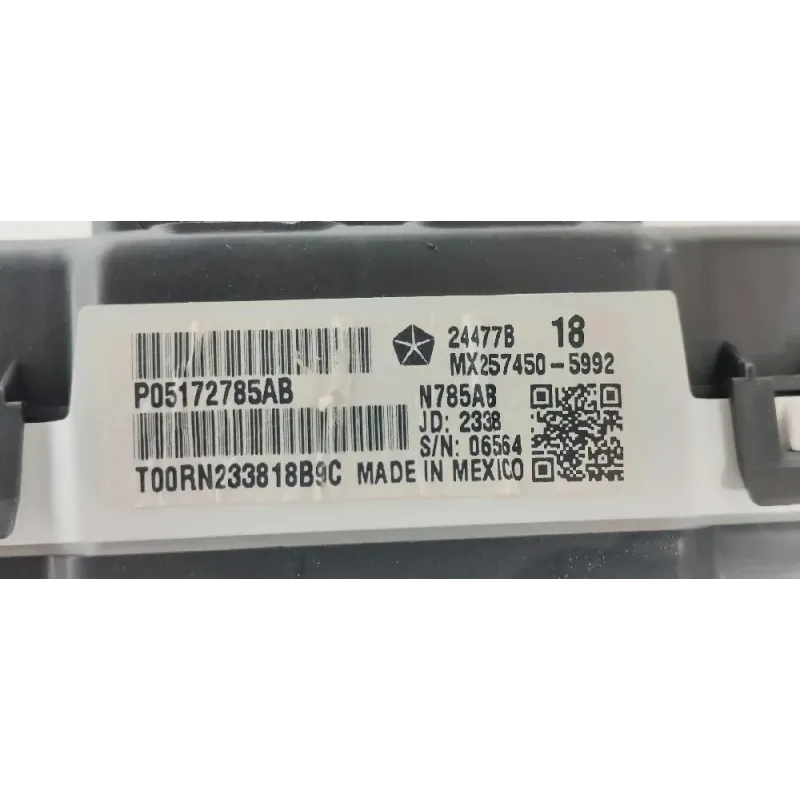 24477B 18
MX257450-5992
P05172785AB
N785AB
JD: 2338
S/N: 06564
T00RN233818B9C MADE IN MEXICO